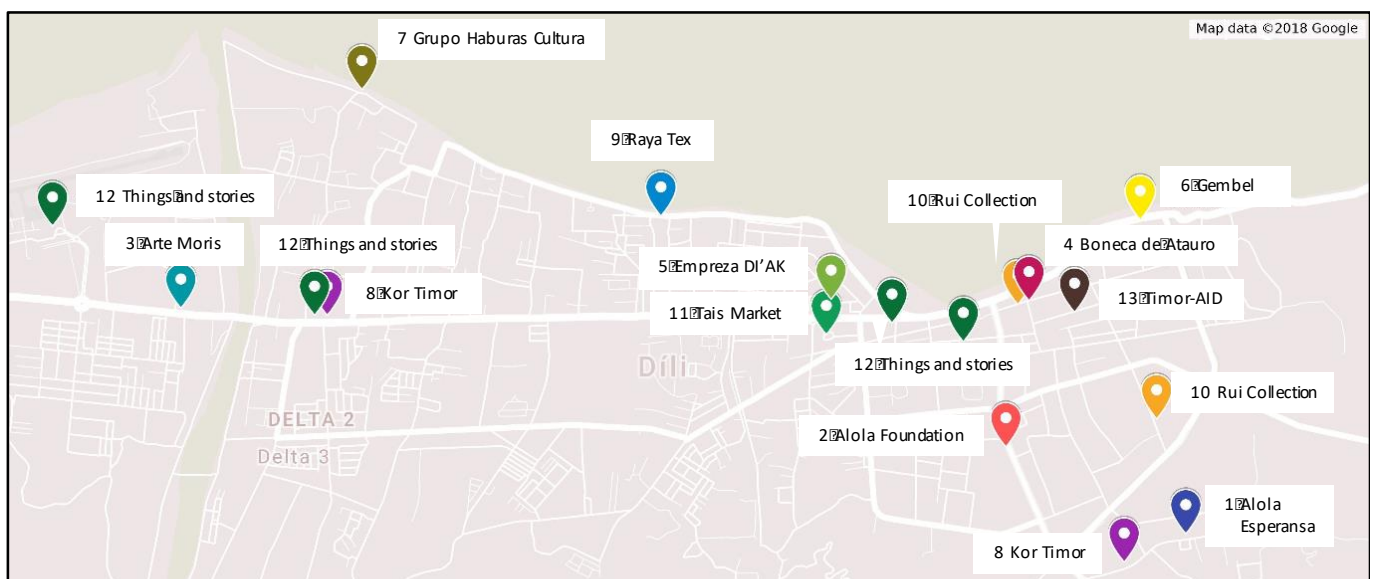 Map data ©2018 Google
7 Grupo Haburas Cultura
9 Raya Tex
12 Things and stories
6 Gembel
10 Rui Collection
3 Arte Moris
12 Things and stories
4 Boneca de Atauro
5 Empreza DI’AK
8 Kor Timor
13 Timor-AID
11 Tais Market
Díli
12 Things and stories
10 Rui Collection
DELTA 2
2 Alola Foundation
Delta 3
1 Alola
Esperansa
8 Kor Timor